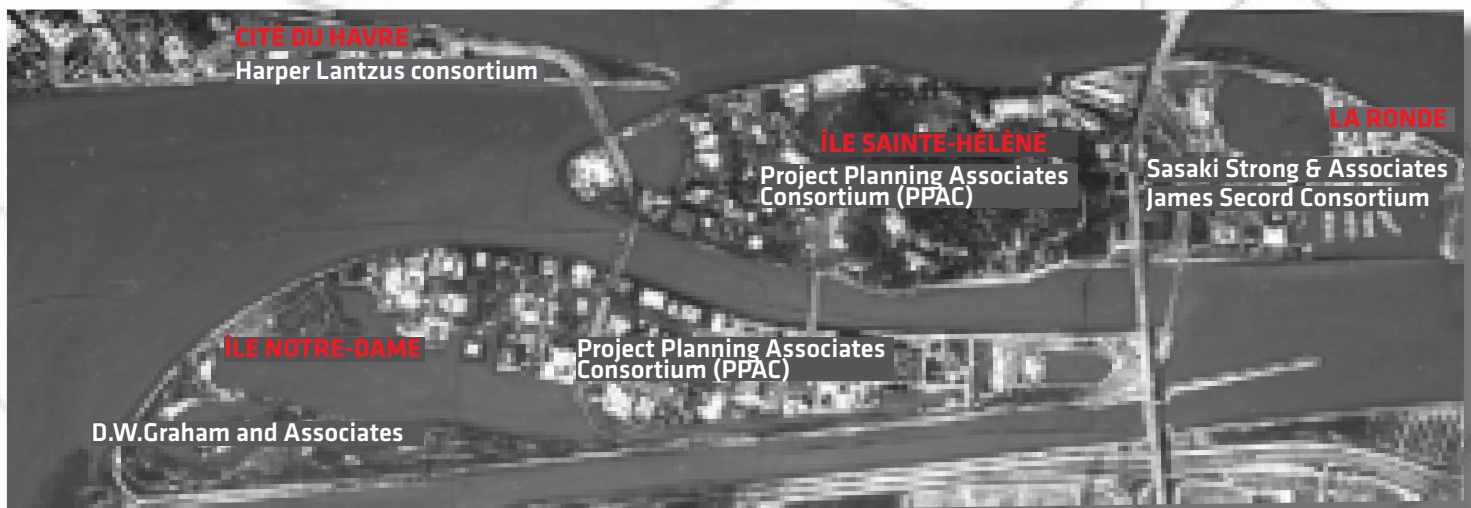 CITÉ DU HAVRE
Harper Lantzus consortium
ÎLE SAINTE-HÉLÈNE
Project Planning Associates
Consortium (PPAC)
LA RONDE
Sasaki Strong & Associates
James Secord Consortium
ÎLE NOTRE-DAME
Project Planning Associates
Consortium (PPAC)
D.W.Graham and Associates